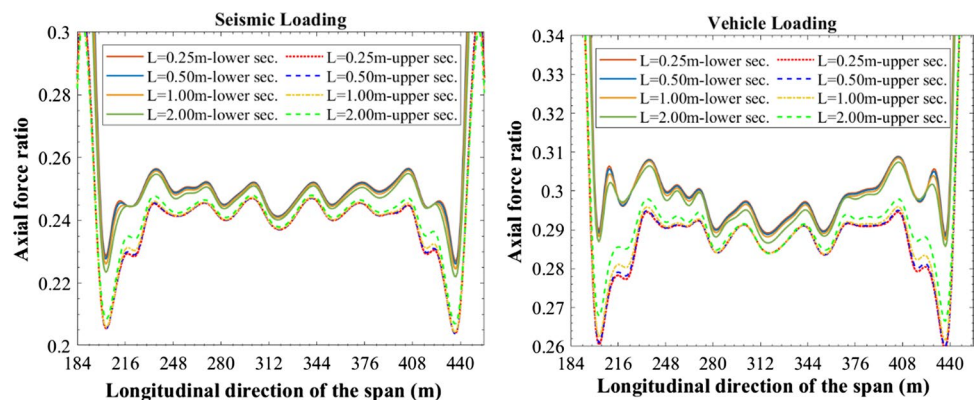 Seismic Loading
Axial force ratio
0.3
0.28
0.26
0.24
0.22
0.2
L=0.25m-lower sec.
L=0.50m-lower sec.
L=1.00m-lower sec.
L=2.00m-lower sec.
L=0.25m-upper sec.
L=0.50m-upper sec.
L=1.00m-upper sec.
L=2.00m-upper sec.
184 216 248 280 312 344 376 408 440
Longitudinal direction of the span (m)
Vehicle Loading
Axial force ratio
0.34
0.33
0.32
0.31
0.3
0.29
0.28
0.27
0.26
L=0.25m-lower sec.
L=0.50m-lower sec.
L=1.00m-lower sec.
L=2.00m-lower sec.
L=0.25m-upper sec.
L=0.50m-upper sec.
L=1.00m-upper sec.
L=2.00m-upper sec.
184 216 248 280 312 344 376 408 440
Longitudinal direction of the span (m)